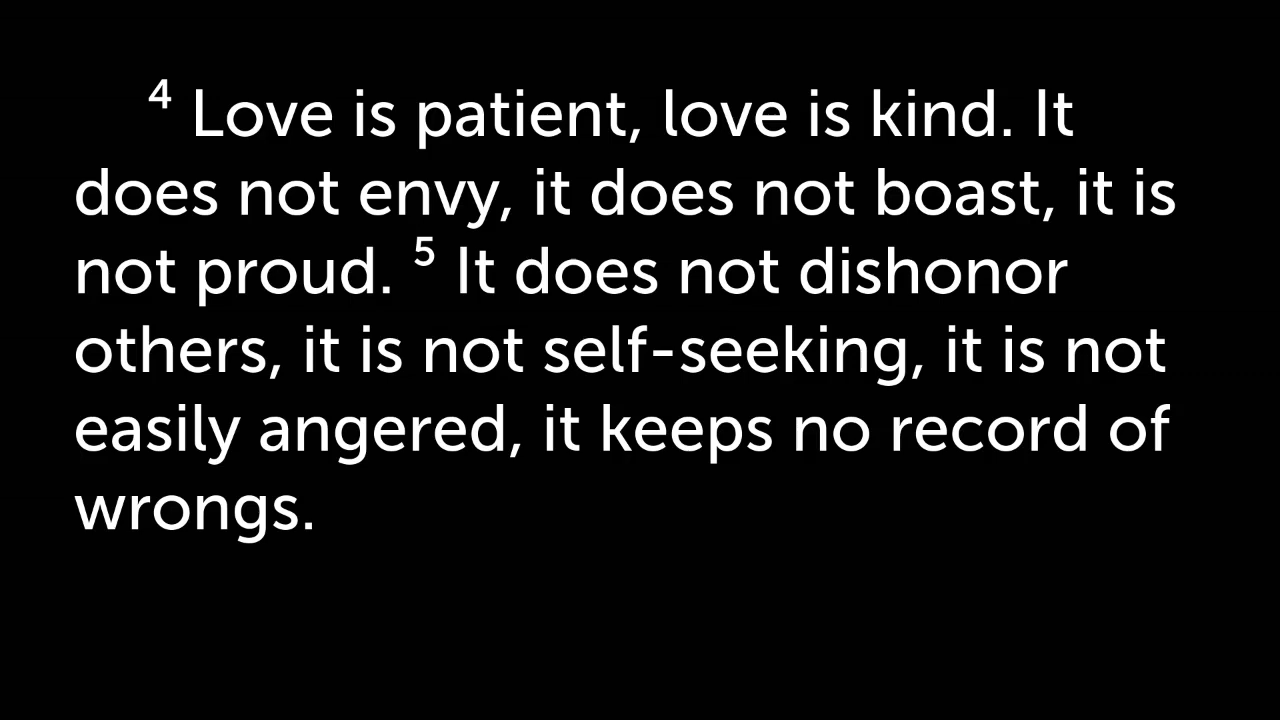 ⁴ Love is patient, love is kind. It
does not envy, it does not boast, it is
not proud. ⁵ It does not dishonor
others, it is not self-seeking, it is not
easily angered, it keeps no record of
wrongs.